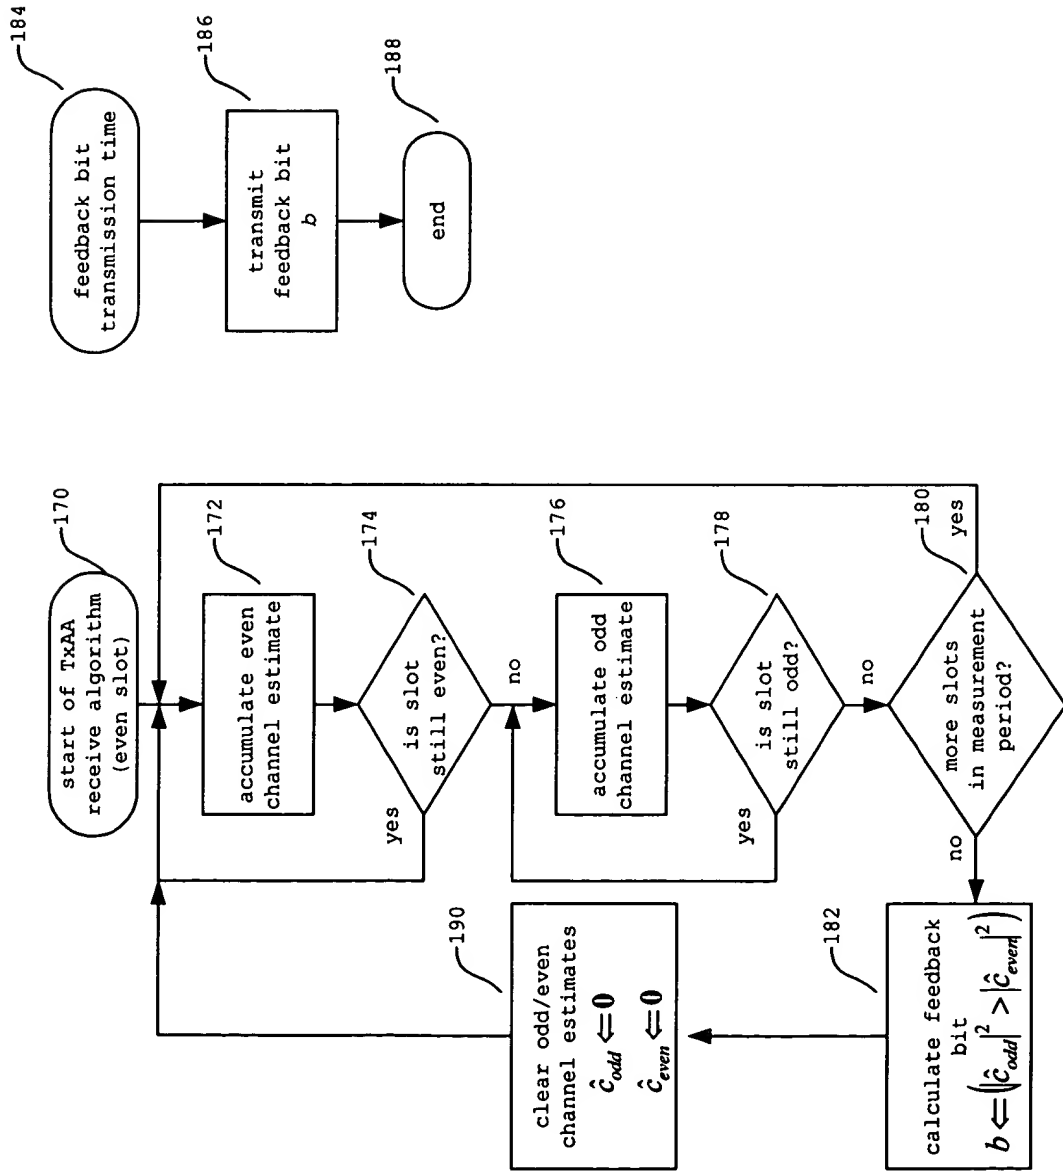 start of TxAA
receive algorithm
(even slot)
170
accumulate even
channel estimate
172
is slot
still even?
174
yes
no
accumulate odd
channel estimate
176
is slot
still odd?
178
yes
no
more slots
in measurement
period?
180
yes
no
calculate feedback
bit
b ⇐ (|ĉ_odd|² > |ĉ_even|²)
182
clear odd/even
channel estimates
ĉ_odd ⇐ 0
ĉ_even ⇐ 0
190
feedback bit
transmission time
184
transmit
feedback bit
b
186
end
188